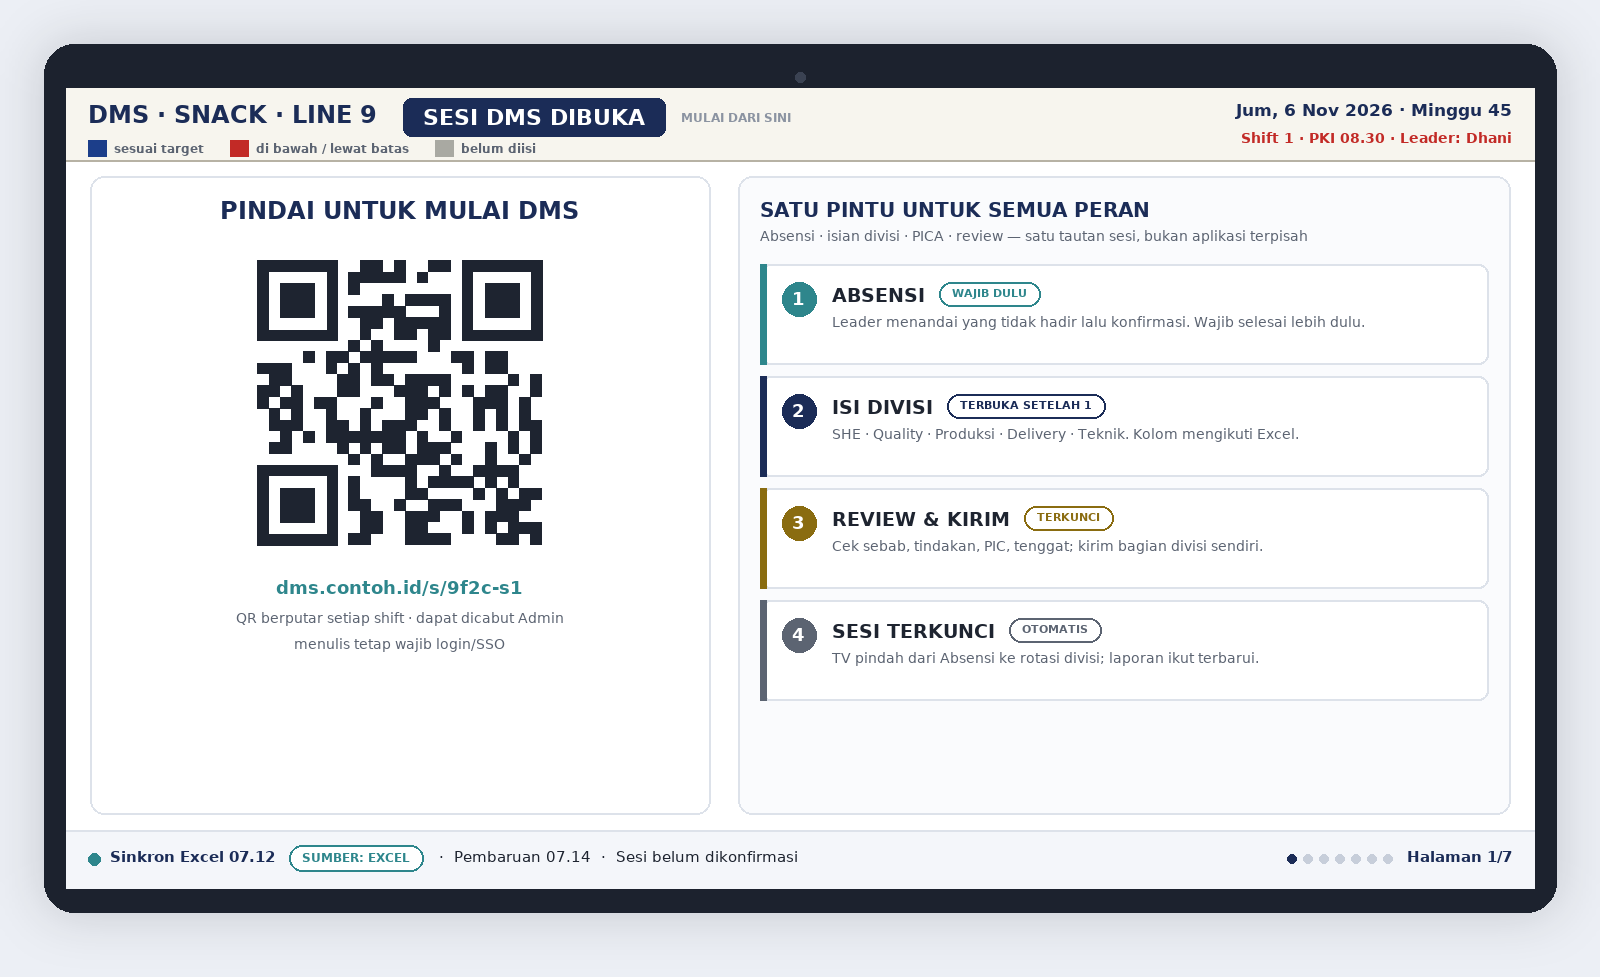 DMS · SNACK · LINE 9
SESI DMS DIBUKA
MULAI DARI SINI
sesuai target
di bawah / lewat batas
belum diisi
Jum, 6 Nov 2026 · Minggu 45
Shift 1 · PKI 08.30 · Leader: Dhani
PINDAI UNTUK MULAI DMS
dms.contoh.id/s/9f2c-s1
QR berputar setiap shift · dapat dicabut Admin
menulis tetap wajib login/SSO
SATU PINTU UNTUK SEMUA PERAN
Absensi · isian divisi · PICA · review — satu tautan sesi, bukan aplikasi terpisah
1
ABSENSI
WAJIB DULU
Leader menandai yang tidak hadir lalu konfirmasi. Wajib selesai lebih dulu.
2
ISI DIVISI
TERBUKA SETELAH 1
SHE · Quality · Produksi · Delivery · Teknik. Kolom mengikuti Excel.
3
REVIEW & KIRIM
TERKUNCI
Cek sebab, tindakan, PIC, tenggat; kirim bagian divisi sendiri.
4
SESI TERKUNCI
OTOMATIS
TV pindah dari Absensi ke rotasi divisi; laporan ikut terbarui.
Sinkron Excel 07.12
SUMBER: EXCEL
· Pembaruan 07.14 · Sesi belum dikonfirmasi
Halaman 1/7